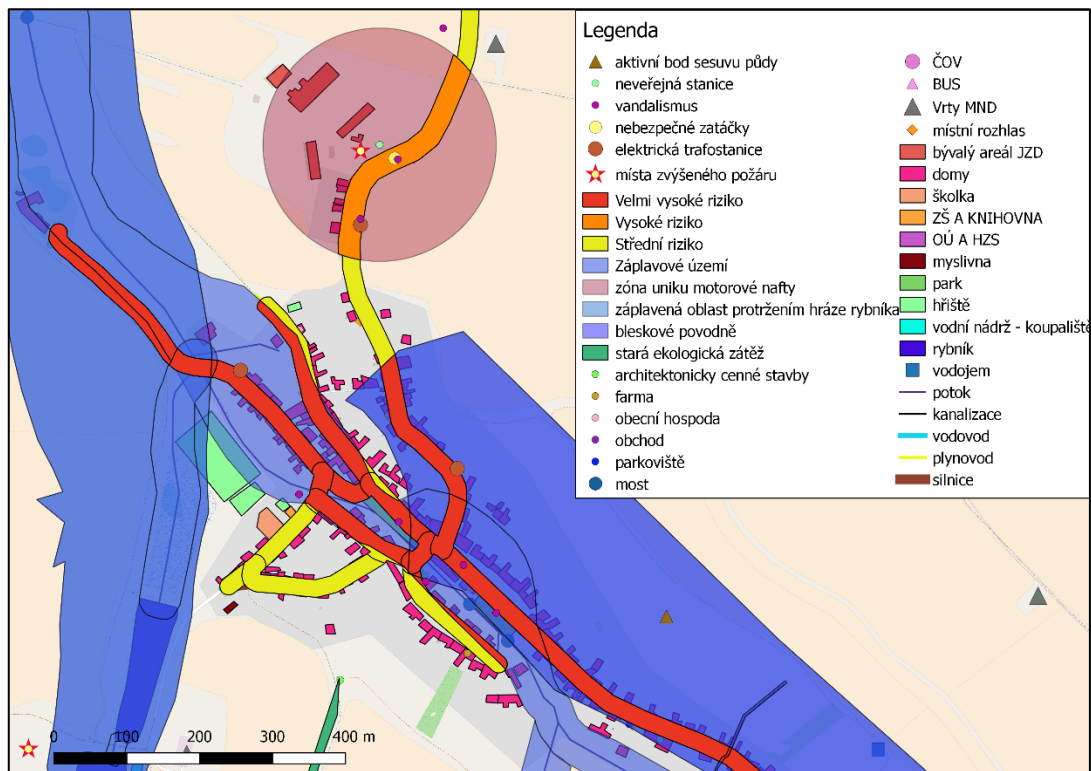 Legenda
aktivní bod sesuvu půdy
neveřejná stanice
vandalismus
nebezpečné zatáčky
elektrická trafostanice
místa zvýšeného požáru
Velmi vysoké riziko
Vysoké riziko
Střední riziko
Záplavové území
zóna uniku motorové nafty
záplavená oblast protržením hráze rybníka
bleskové povodně
stará ekologická zátěž
architektonicky cenné stavby
farma
obecní hospoda
obchod
parkoviště
most
ČOV
BUS
Vrty MND
místní rozhlas
bývalý areál JZD
domy
školka
ZŠ A KNIHOVNA
OÚ A HZS
myslivna
park
hřiště
vodní nádrž - koupaliště
rybník
vodojem
potok
kanalizace
vodovod
plynovod
silnice
0 100 200 300 400 m